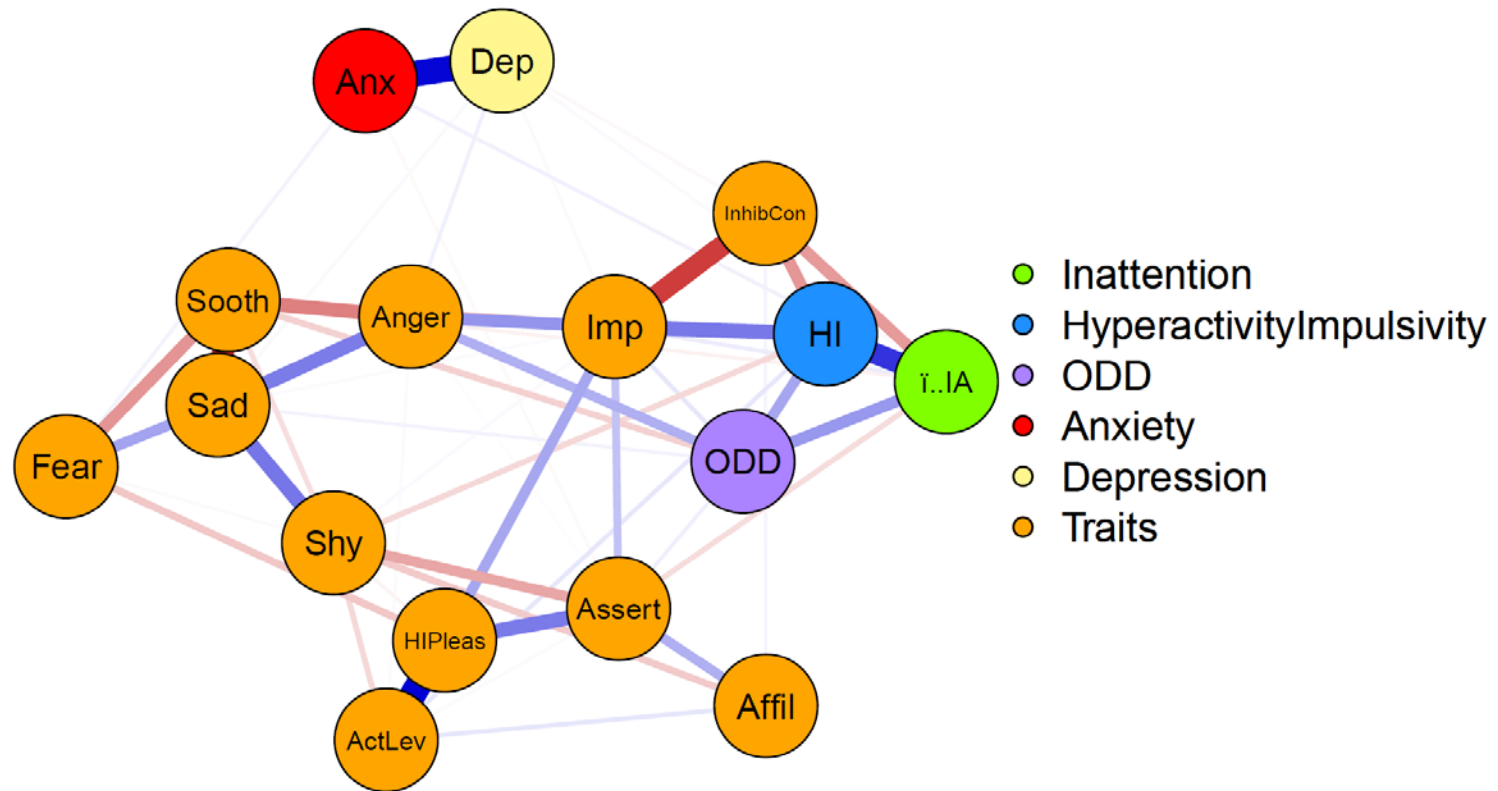 Dep
Anx
InhibCon
Sooth
Anger
Imp
HI
ï..IA
Sad
Fear
ODD
Shy
Assert
HIPleas
Affil
ActLev
Inattention
HyperactivityImpulsivity
ODD
Anxiety
Depression
Traits